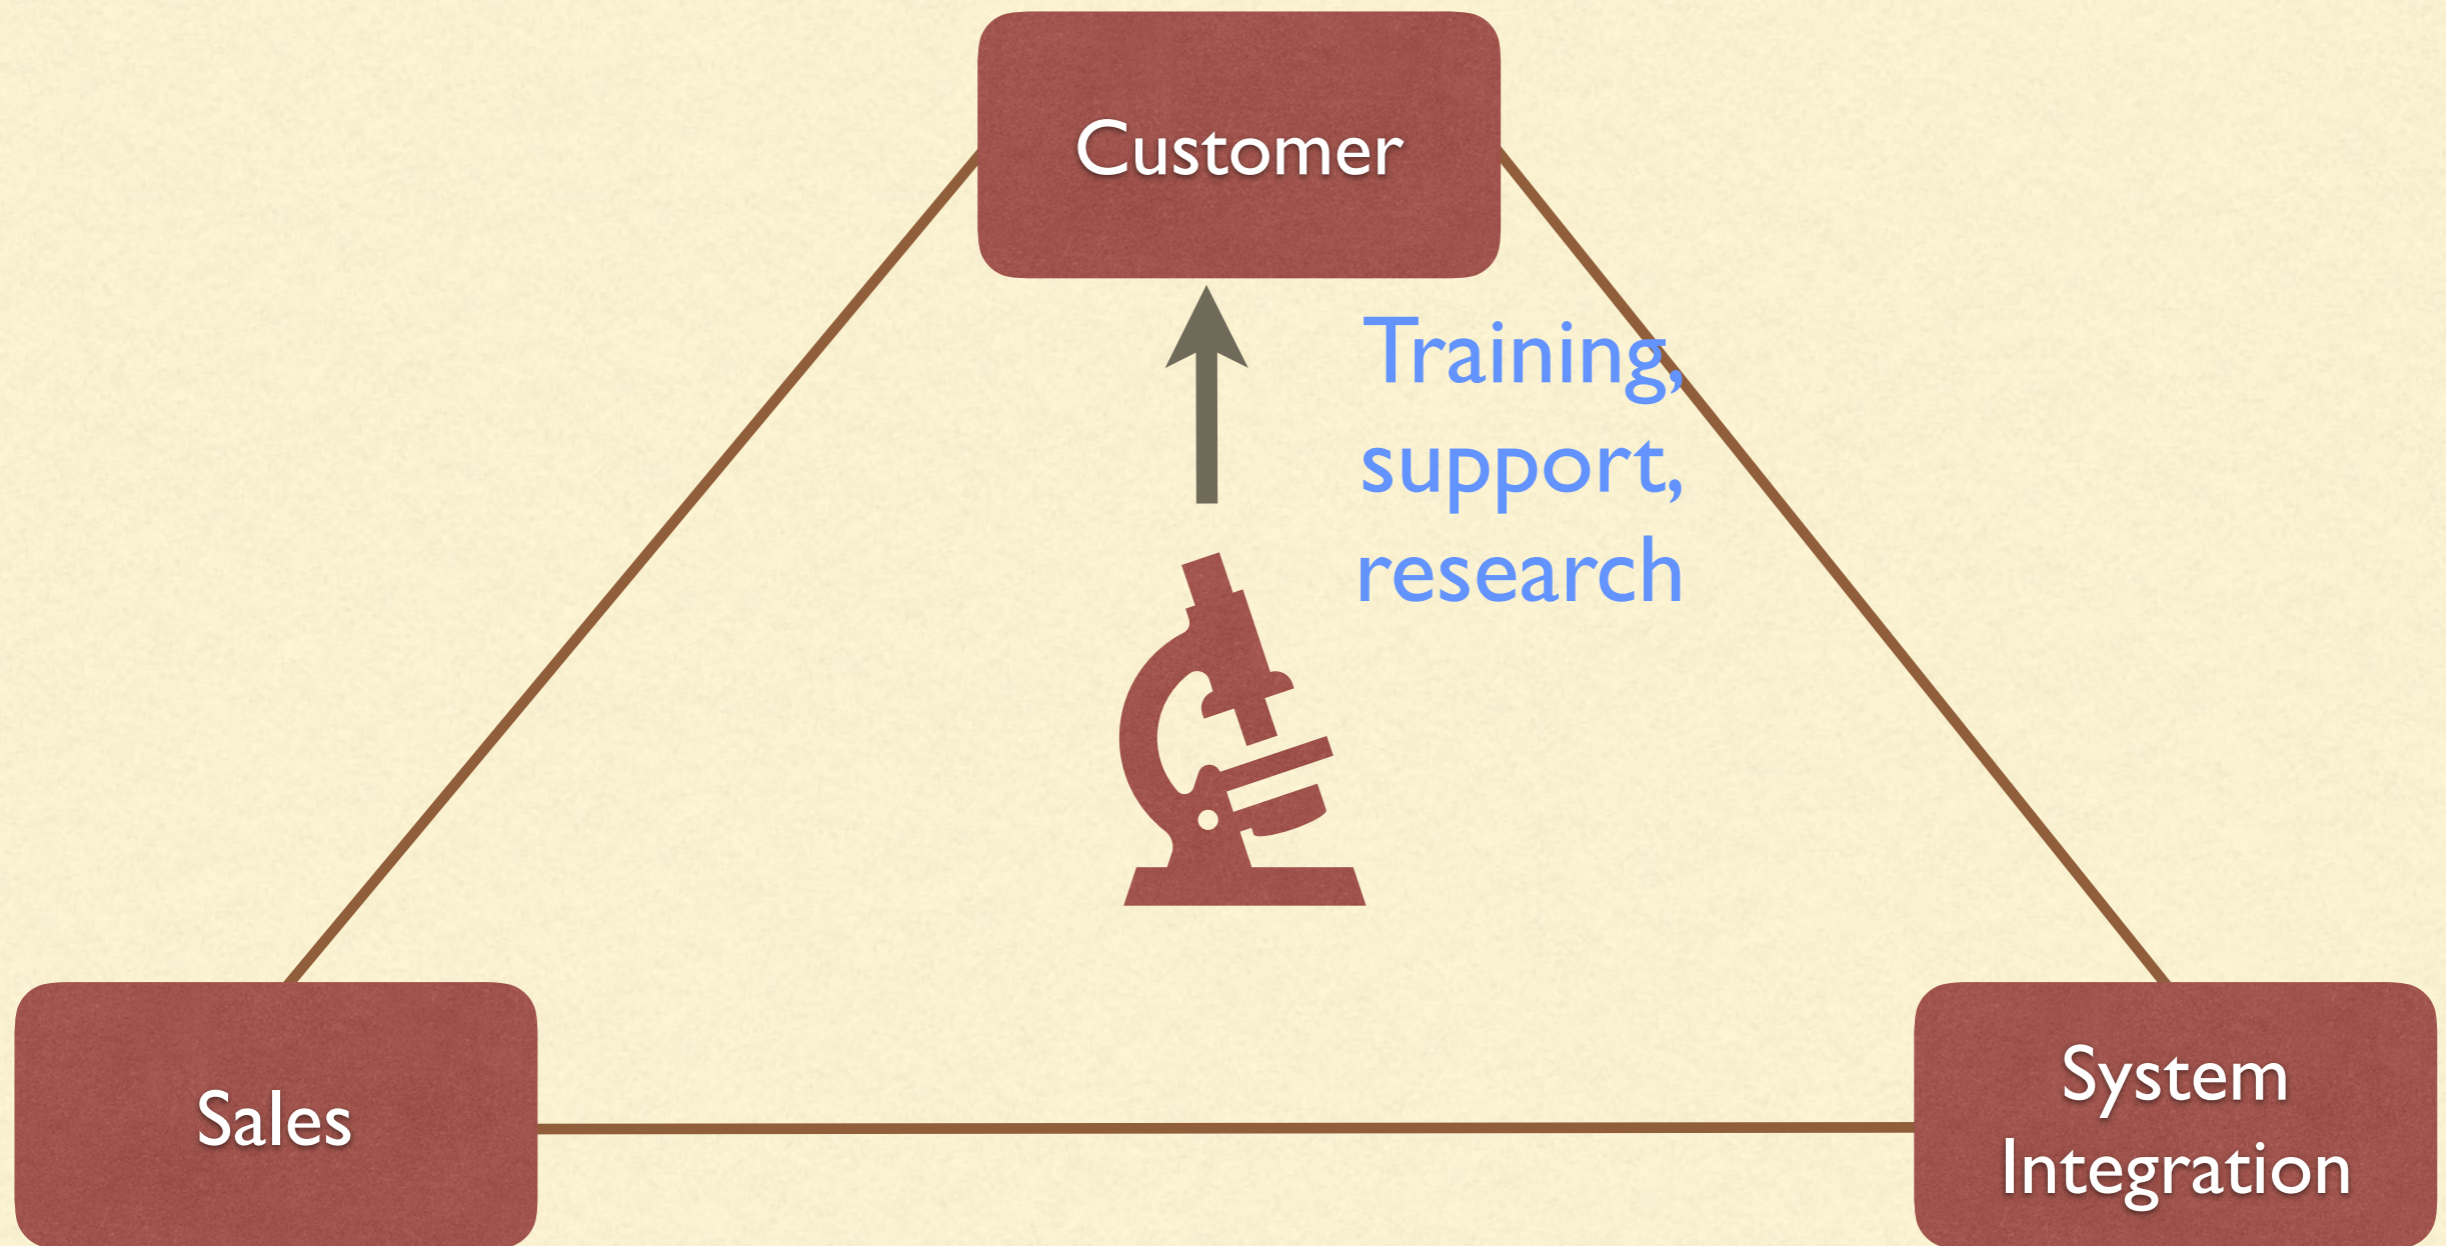 Customer
Training,
support,
research
Sales
System
Integration